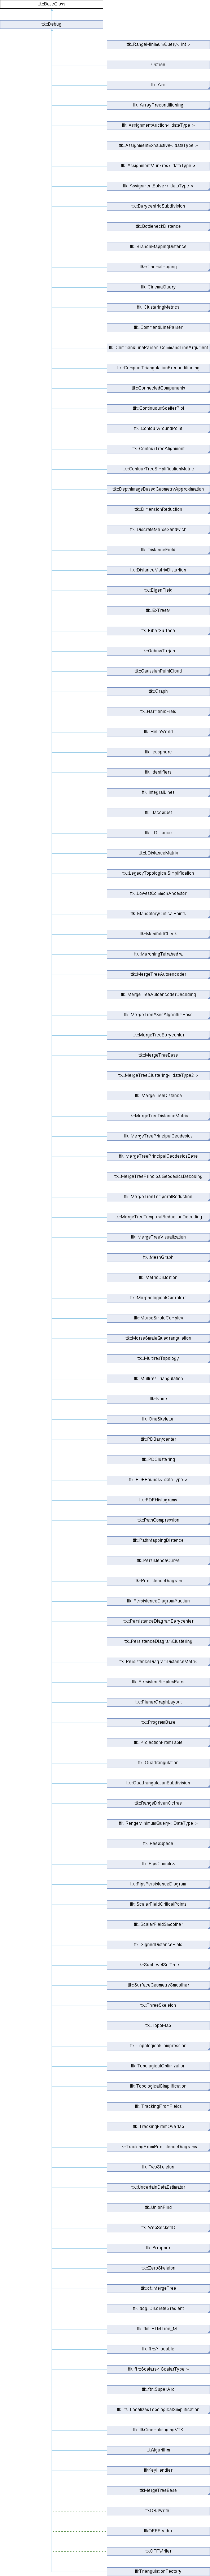 ttk::BaseClass
ttk::Debug
ttk::RangeMinimumQuery< int >
Octree
ttk::Arc
ttk::ArrayPreconditioning
ttk::AssignmentAuction< dataType >
ttk::AssignmentExhaustive< dataType >
ttk::AssignmentMunkres< dataType >
ttk::AssignmentSolver< dataType >
ttk::BarycentricSubdivision
ttk::BottleneckDistance
ttk::BranchMappingDistance
ttk::CinemaImaging
ttk::CinemaQuery
ttk::ClusteringMetrics
ttk::CommandLineParser
ttk::CommandLineParser::CommandLineArgument
ttk::CompactTriangulationPreconditioning
ttk::ConnectedComponents
ttk::ContinuousScatterPlot
ttk::ContourAroundPoint
ttk::ContourTreeAlignment
ttk::ContourTreeSimplificationMetric
ttk::DepthImageBasedGeometryApproximation
ttk::DimensionReduction
ttk::DiscreteMorseSandwich
ttk::DistanceField
ttk::DistanceMatrixDistortion
ttk::EigenField
ttk::ExTreeM
ttk::FiberSurface
ttk::GabowTarjan
ttk::GaussianPointCloud
ttk::Graph
ttk::HarmonicField
ttk::HelloWorld
ttk::Icosphere
ttk::Identifiers
ttk::IntegralLines
ttk::JacobiSet
ttk::LDistance
ttk::LDistanceMatrix
ttk::LegacyTopologicalSimplification
ttk::LowestCommonAncestor
ttk::MandatoryCriticalPoints
ttk::ManifoldCheck
ttk::MarchingTetrahedra
ttk::MergeTreeAutoencoder
ttk::MergeTreeAutoencoderDecoding
ttk::MergeTreeAxesAlgorithmBase
ttk::MergeTreeBarycenter
ttk::MergeTreeBase
ttk::MergeTreeClustering< dataType2 >
ttk::MergeTreeDistance
ttk::MergeTreeDistanceMatrix
ttk::MergeTreePrincipalGeodesics
ttk::MergeTreePrincipalGeodesicsBase
ttk::MergeTreePrincipalGeodesicsDecoding
ttk::MergeTreeTemporalReduction
ttk::MergeTreeTemporalReductionDecoding
ttk::MergeTreeVisualization
ttk::MeshGraph
ttk::MetricDistortion
ttk::MorphologicalOperators
ttk::MorseSmaleComplex
ttk::MorseSmaleQuadrangulation
ttk::MultiresTopology
ttk::MultiresTriangulation
ttk::Node
ttk::OneSkeleton
ttk::PDBarycenter
ttk::PDClustering
ttk::PDFBounds< dataType >
ttk::PDFHistograms
ttk::PathCompression
ttk::PathMappingDistance
ttk::PersistenceCurve
ttk::PersistenceDiagram
ttk::PersistenceDiagramAuction
ttk::PersistenceDiagramBarycenter
ttk::PersistenceDiagramClustering
ttk::PersistenceDiagramDistanceMatrix
ttk::PersistentSimplexPairs
ttk::PlanarGraphLayout
ttk::ProgramBase
ttk::ProjectionFromTable
ttk::Quadrangulation
ttk::QuadrangulationSubdivision
ttk::RangeDrivenOctree
ttk::RangeMinimumQuery< DataType >
ttk::ReebSpace
ttk::RipsComplex
ttk::RipsPersistenceDiagram
ttk::ScalarFieldCriticalPoints
ttk::ScalarFieldSmoother
ttk::SignedDistanceField
ttk::SubLevelSetTree
ttk::SurfaceGeometrySmoother
ttk::ThreeSkeleton
ttk::TopoMap
ttk::TopologicalCompression
ttk::TopologicalOptimization
ttk::TopologicalSimplification
ttk::TrackingFromFields
ttk::TrackingFromOverlap
ttk::TrackingFromPersistenceDiagrams
ttk::TwoSkeleton
ttk::UncertainDataEstimator
ttk::UnionFind
ttk::WebSocketIO
ttk::Wrapper
ttk::ZeroSkeleton
ttk::cf::MergeTree
ttk::dcg::DiscreteGradient
ttk::ftm::FTMTree_MT
ttk::ftr::Allocable
ttk::ftr::Scalars< ScalarType >
ttk::ftr::SuperArc
ttk::lts::LocalizedTopologicalSimplification
ttk::ttkCinemaImagingVTK
ttkAlgorithm
ttkKeyHandler
ttkMergeTreeBase
ttkOBJWriter
ttkOFFReader
ttkOFFWriter
ttkTriangulationFactory